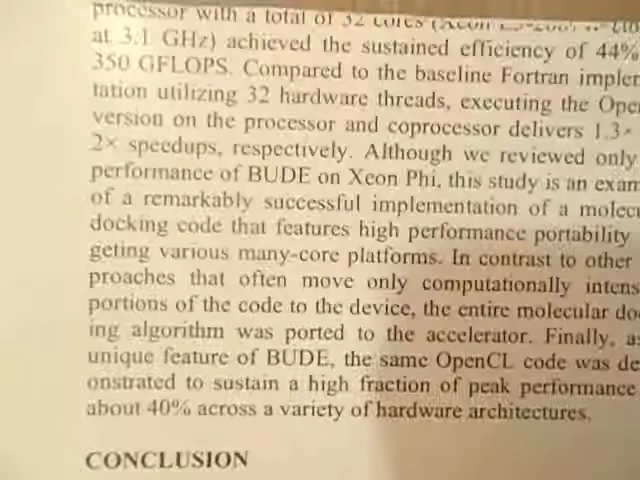 processor with a total of 32 cores (Xeon
at 3.1 GHz) achieved the sustained efficiency of 44%
350 GFLOPS. Compared to the baseline Fortran implem
tation utilizing 32 hardware threads, executing the Ope
version on the processor and coprocessor delivers 1.3×
2× speedups, respectively. Although we reviewed only
performance of BUDE on Xeon Phi, this study is an exam
of a remarkably successful implementation of a molecu
docking code that features high performance portability
geting various many-core platforms. In contrast to other
proaches that often move only computationally intens
portions of the code to the device, the entire molecular do
ing algorithm was ported to the accelerator. Finally, as
unique feature of BUDE, the same OpenCL code was de
onstrated to sustain a high fraction of peak performance
about 40% across a variety of hardware architectures.
CONCLUSION